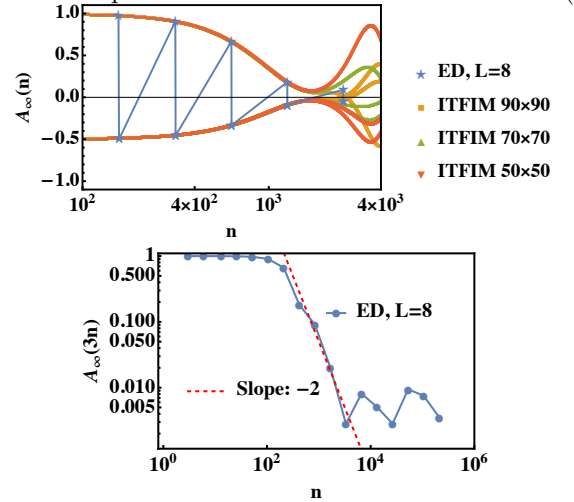 1.0
0.5
0.0
-0.5
-1.0
A∞(n)
10² 4×10² 10³ 4×10³
n
ED, L=8
ITFIM 90×90
ITFIM 70×70
ITFIM 50×50
1
0.500
0.100
0.050
0.010
0.005
A∞(3n)
ED, L=8
Slope: −2
10⁰ 10² 10⁴ 10⁶
n